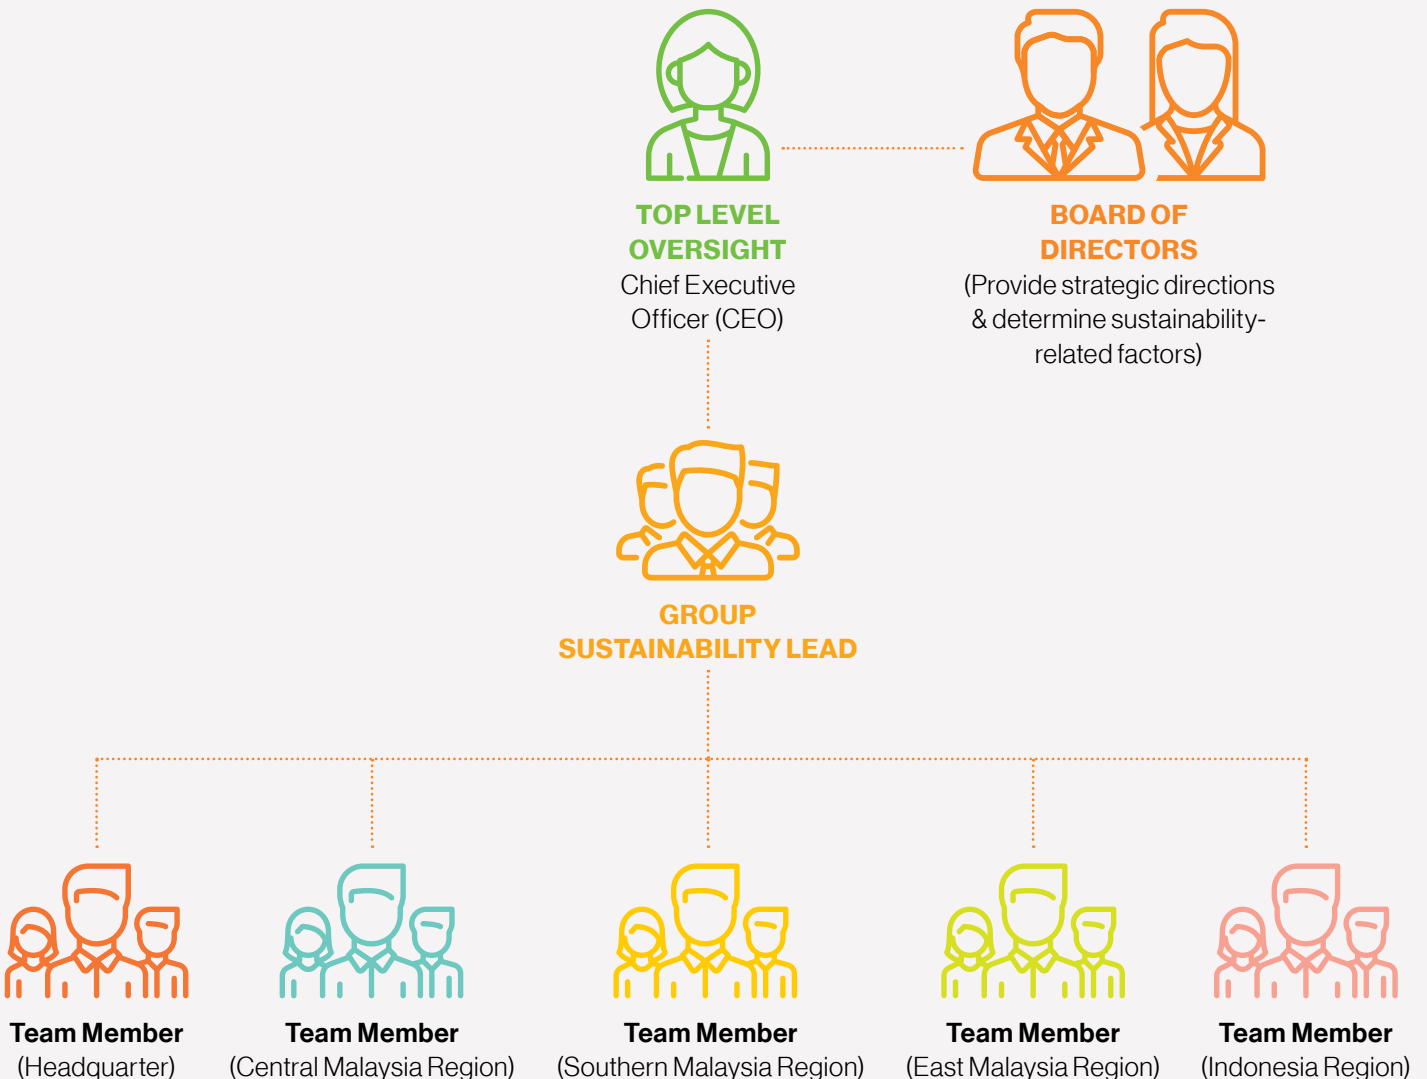 TOP LEVEL
OVERSIGHT
Chief Executive
Officer (CEO)
BOARD OF
DIRECTORS
(Provide strategic directions
& determine sustainability-
related factors)
GROUP
SUSTAINABILITY LEAD
Team Member
(Headquarter)
Team Member
(Central Malaysia Region)
Team Member
(Southern Malaysia Region)
Team Member
(East Malaysia Region)
Team Member
(Indonesia Region)